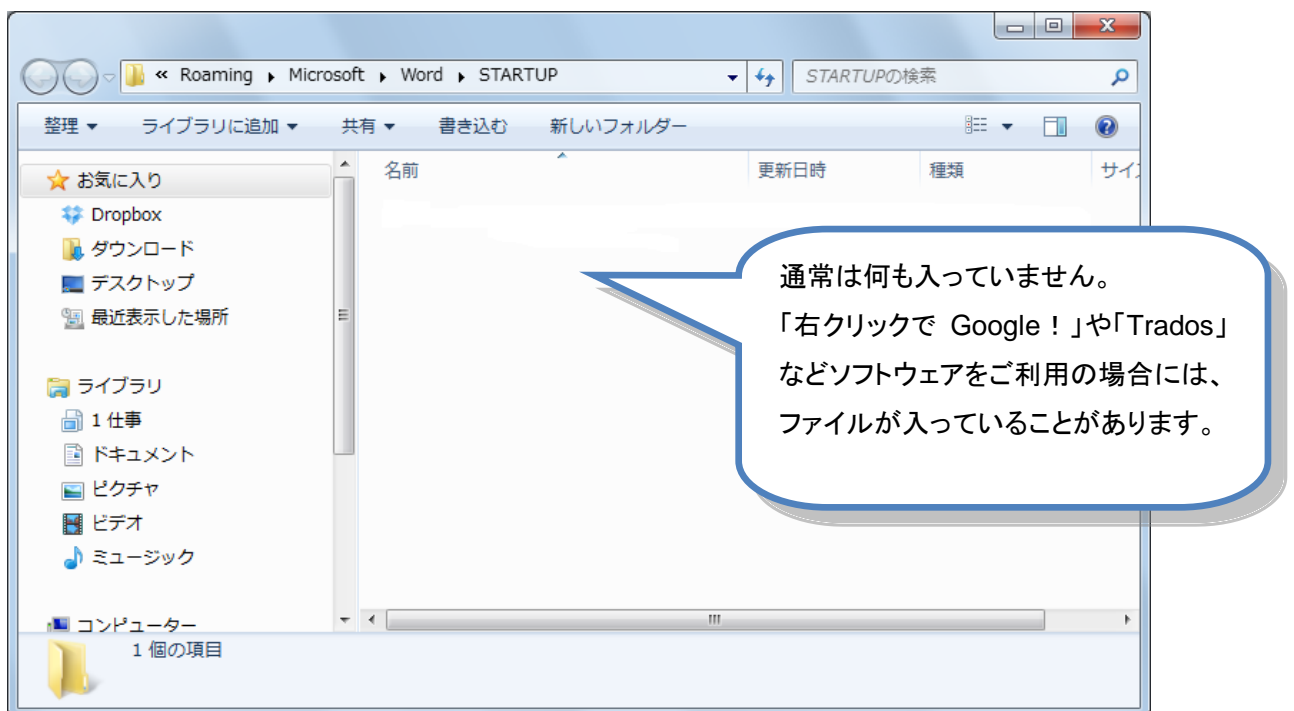 « Roaming ▸ Microsoft ▸ Word ▸ STARTUP
STARTUPの検索
整理 ライブラリに追加 共有 書き込む 新しいフォルダー
名前 更新日時 種類 サイズ
お気に入り
Dropbox
ダウンロード
デスクトップ
最近表示した場所
ライブラリ
1 仕事
ドキュメント
ピクチャ
ビデオ
ミュージック
コンピューター
1 個の項目
通常は何も入っていません。
「右クリックで Google！」や「Trados」
などソフトウェアをご利用の場合には、
ファイルが入っていることがあります。